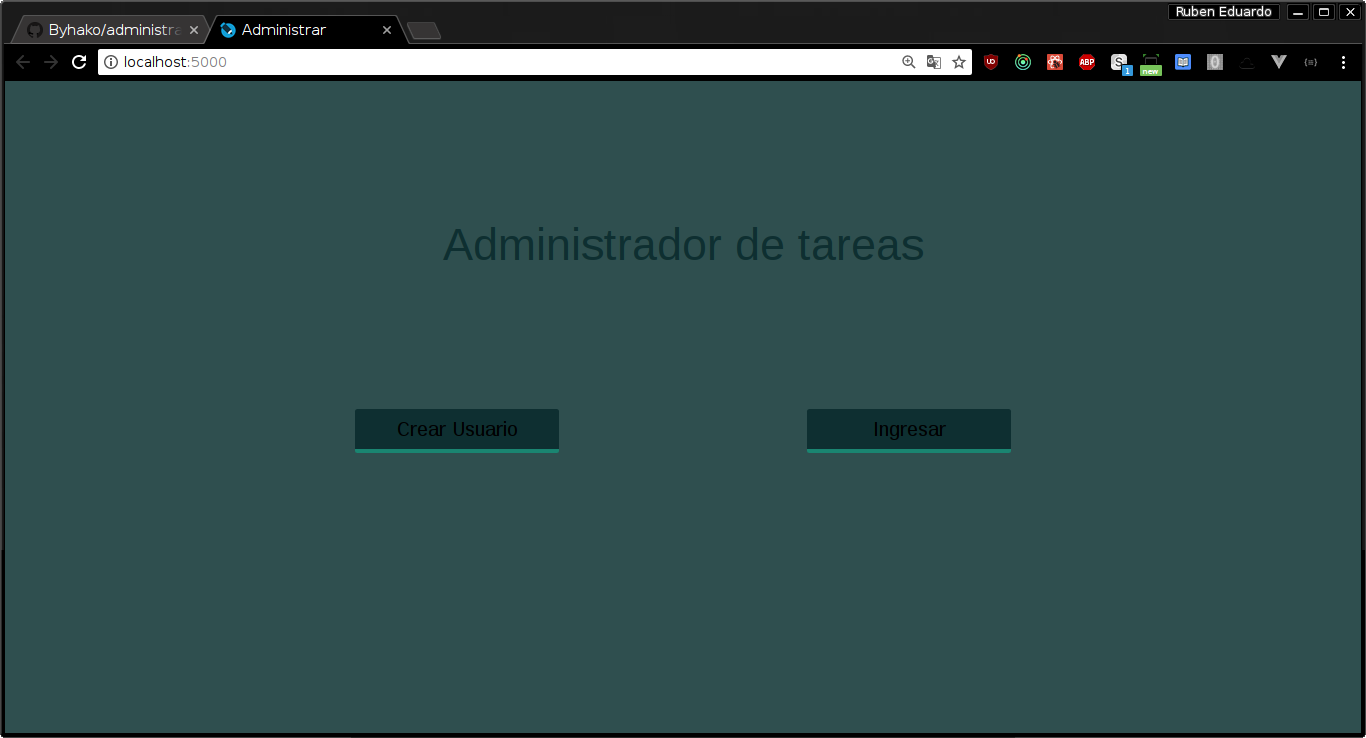 Ruben Eduardo
Byhako/administra
Administrar
localhost:5000
UD
ABP
S
1
new
0
Administrador de tareas
Crear Usuario
Ingresar